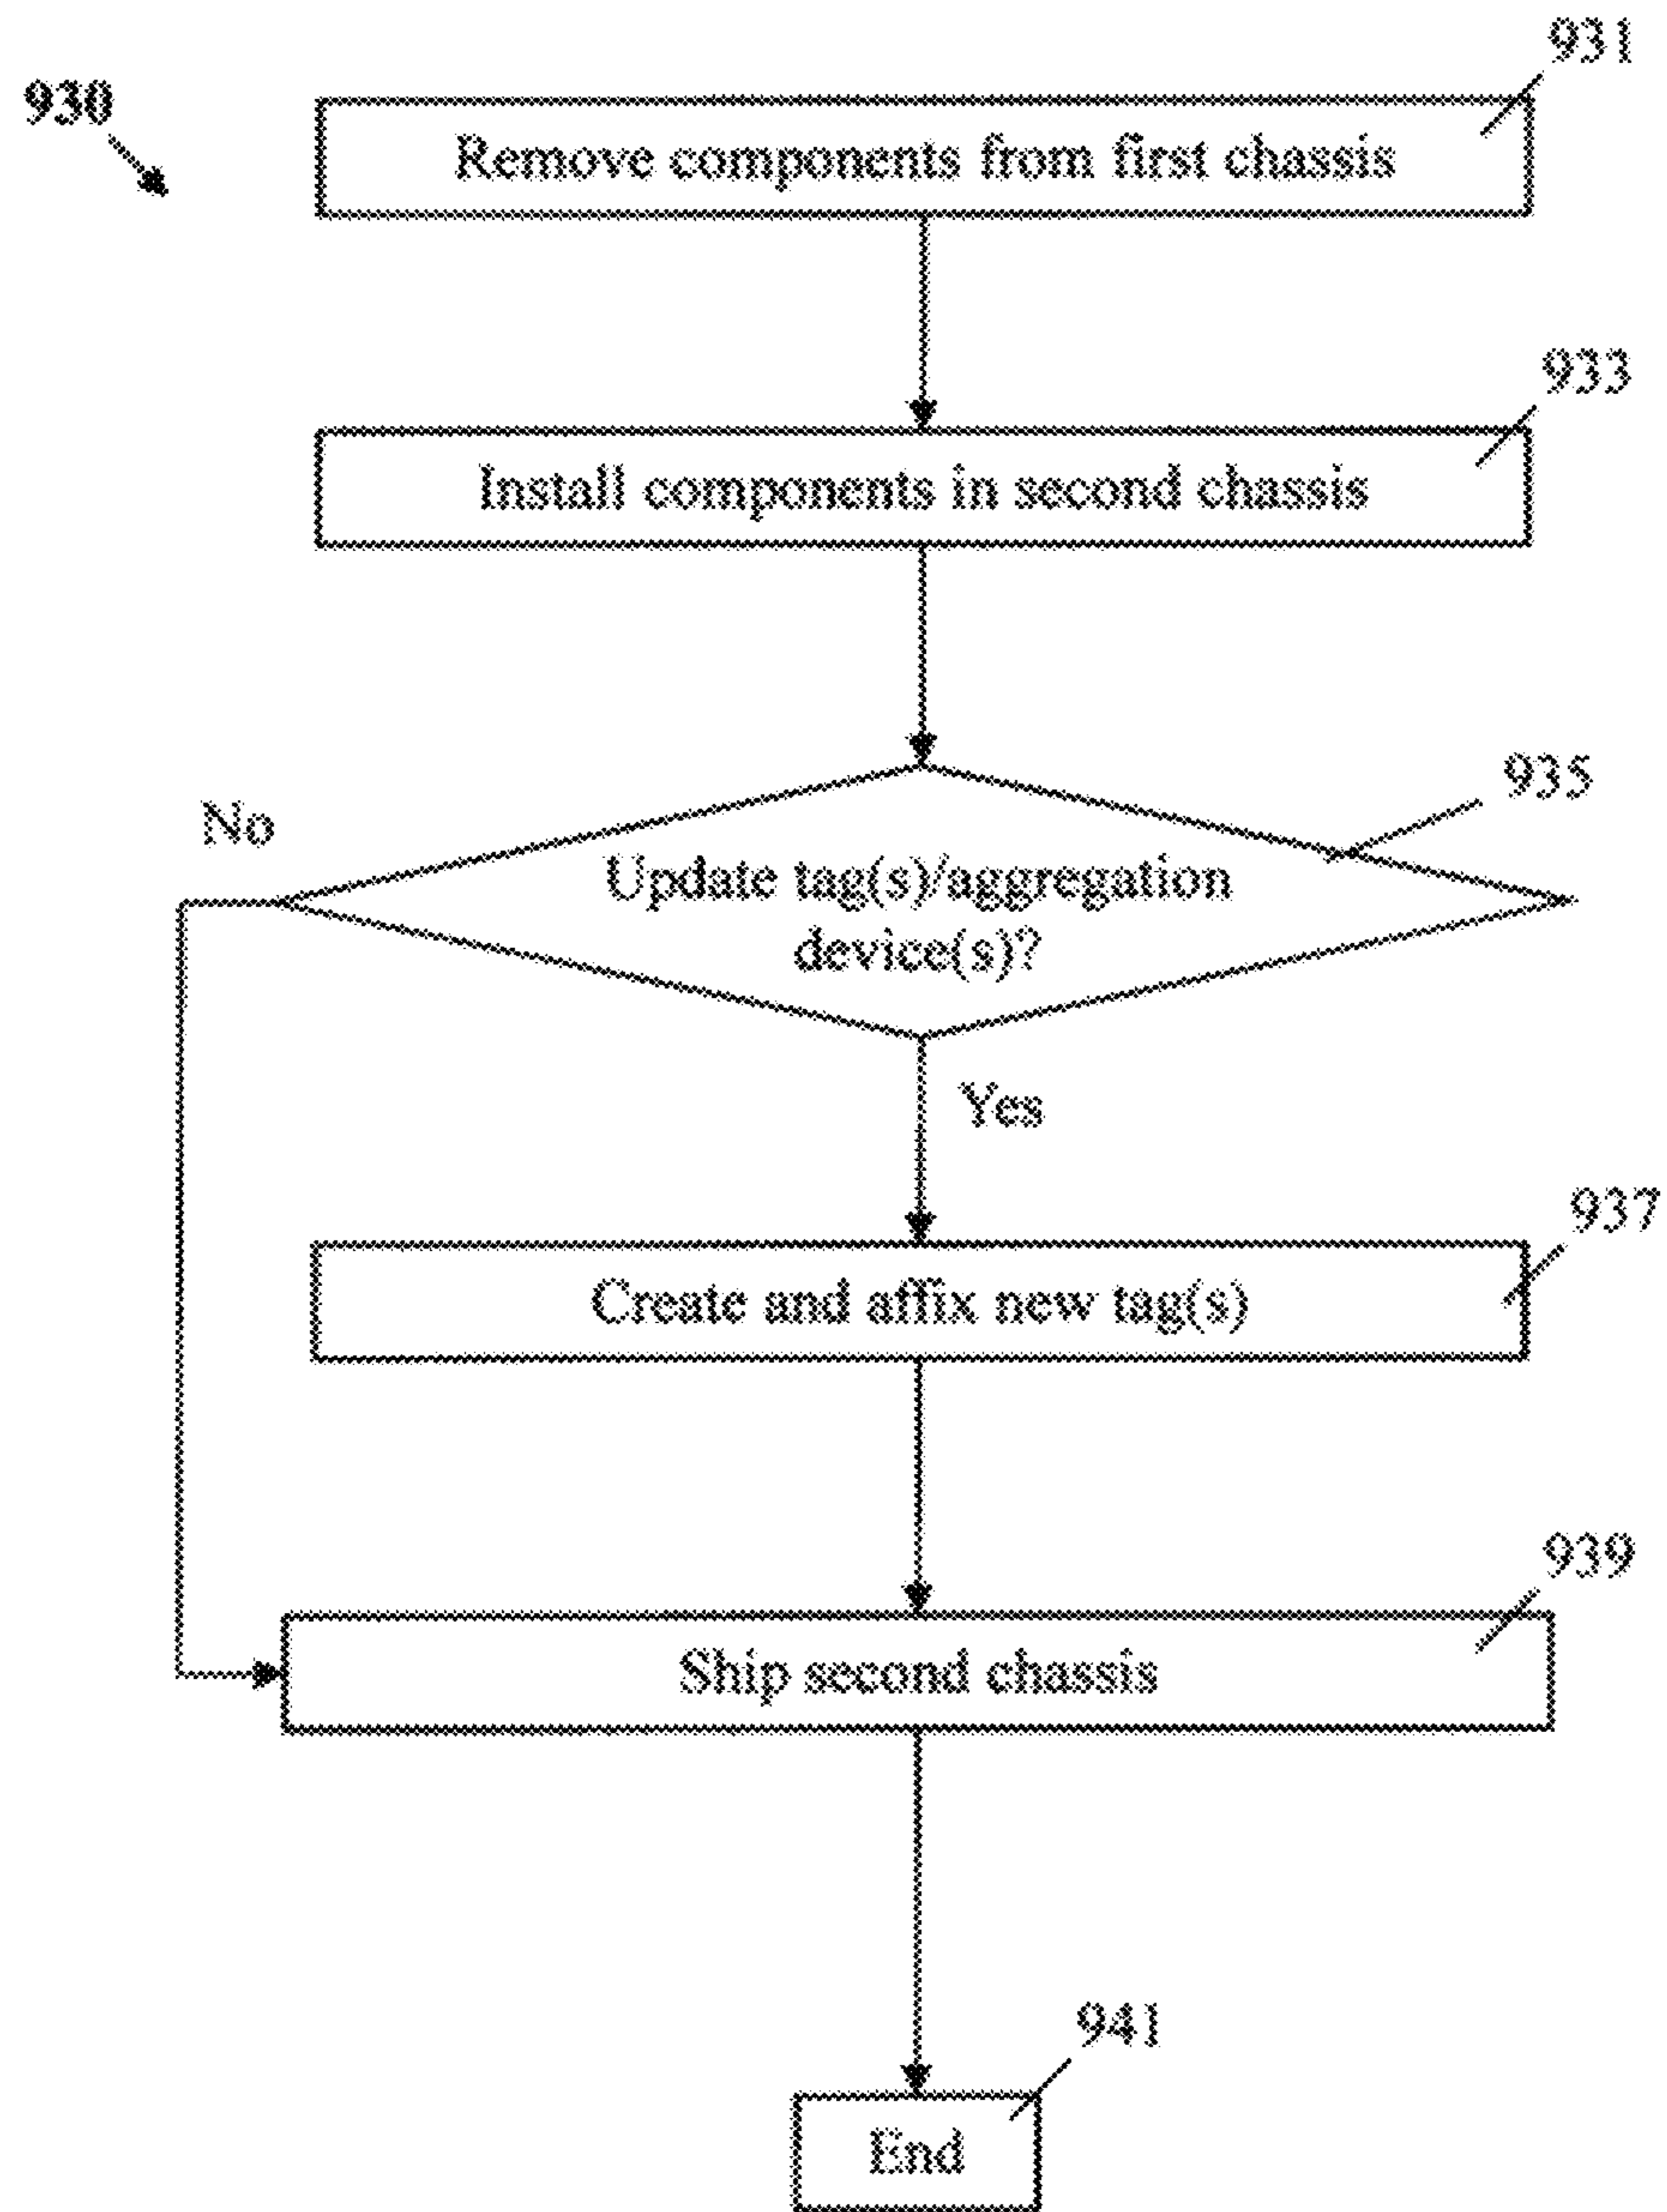 931
930
Remove components from first chassis
933
Install components in second chassis
935
No
Update tag(s)/aggregation
device(s)?
Yes
937
Create and affix new tag(s)
939
Ship second chassis
941
End